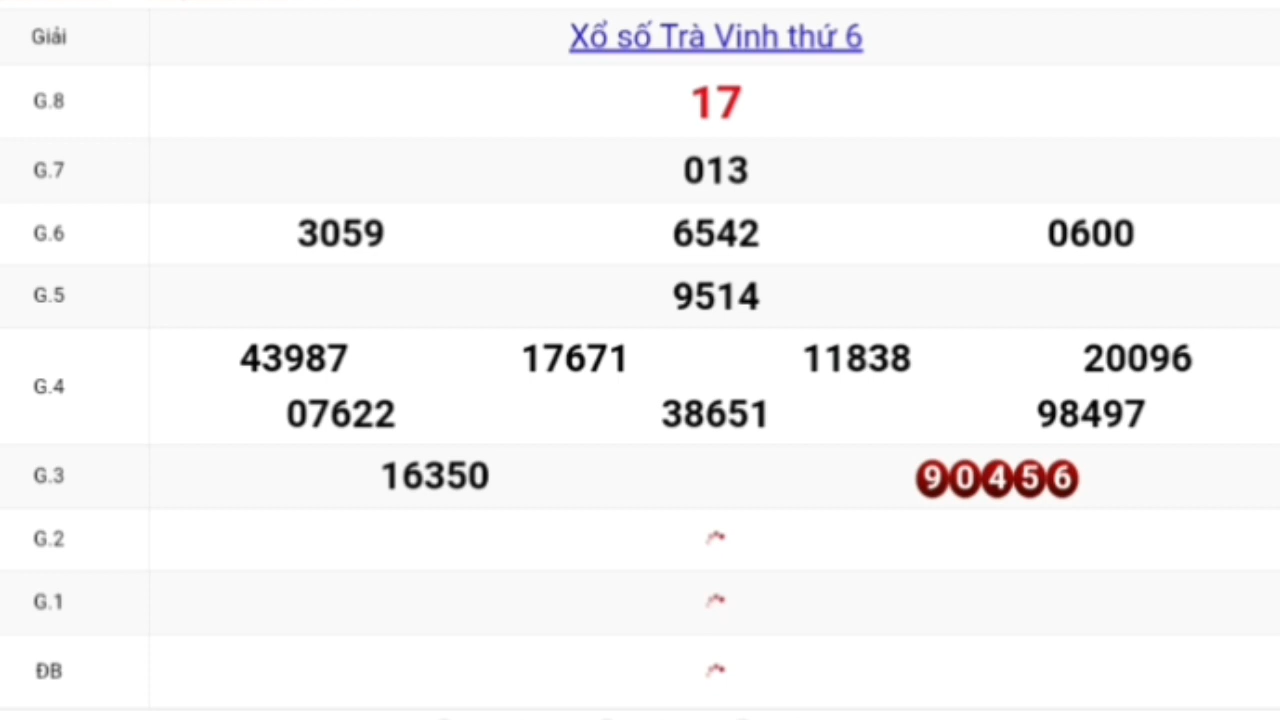 Giải Xổ số Trà Vinh thứ 6
G.8 17
G.7 013
G.6 3059 6542 0600
G.5 9514
G.4 43987 17671 11838 20096
07622 38651 98497
G.3 16350 90456
G.2
G.1
ĐB